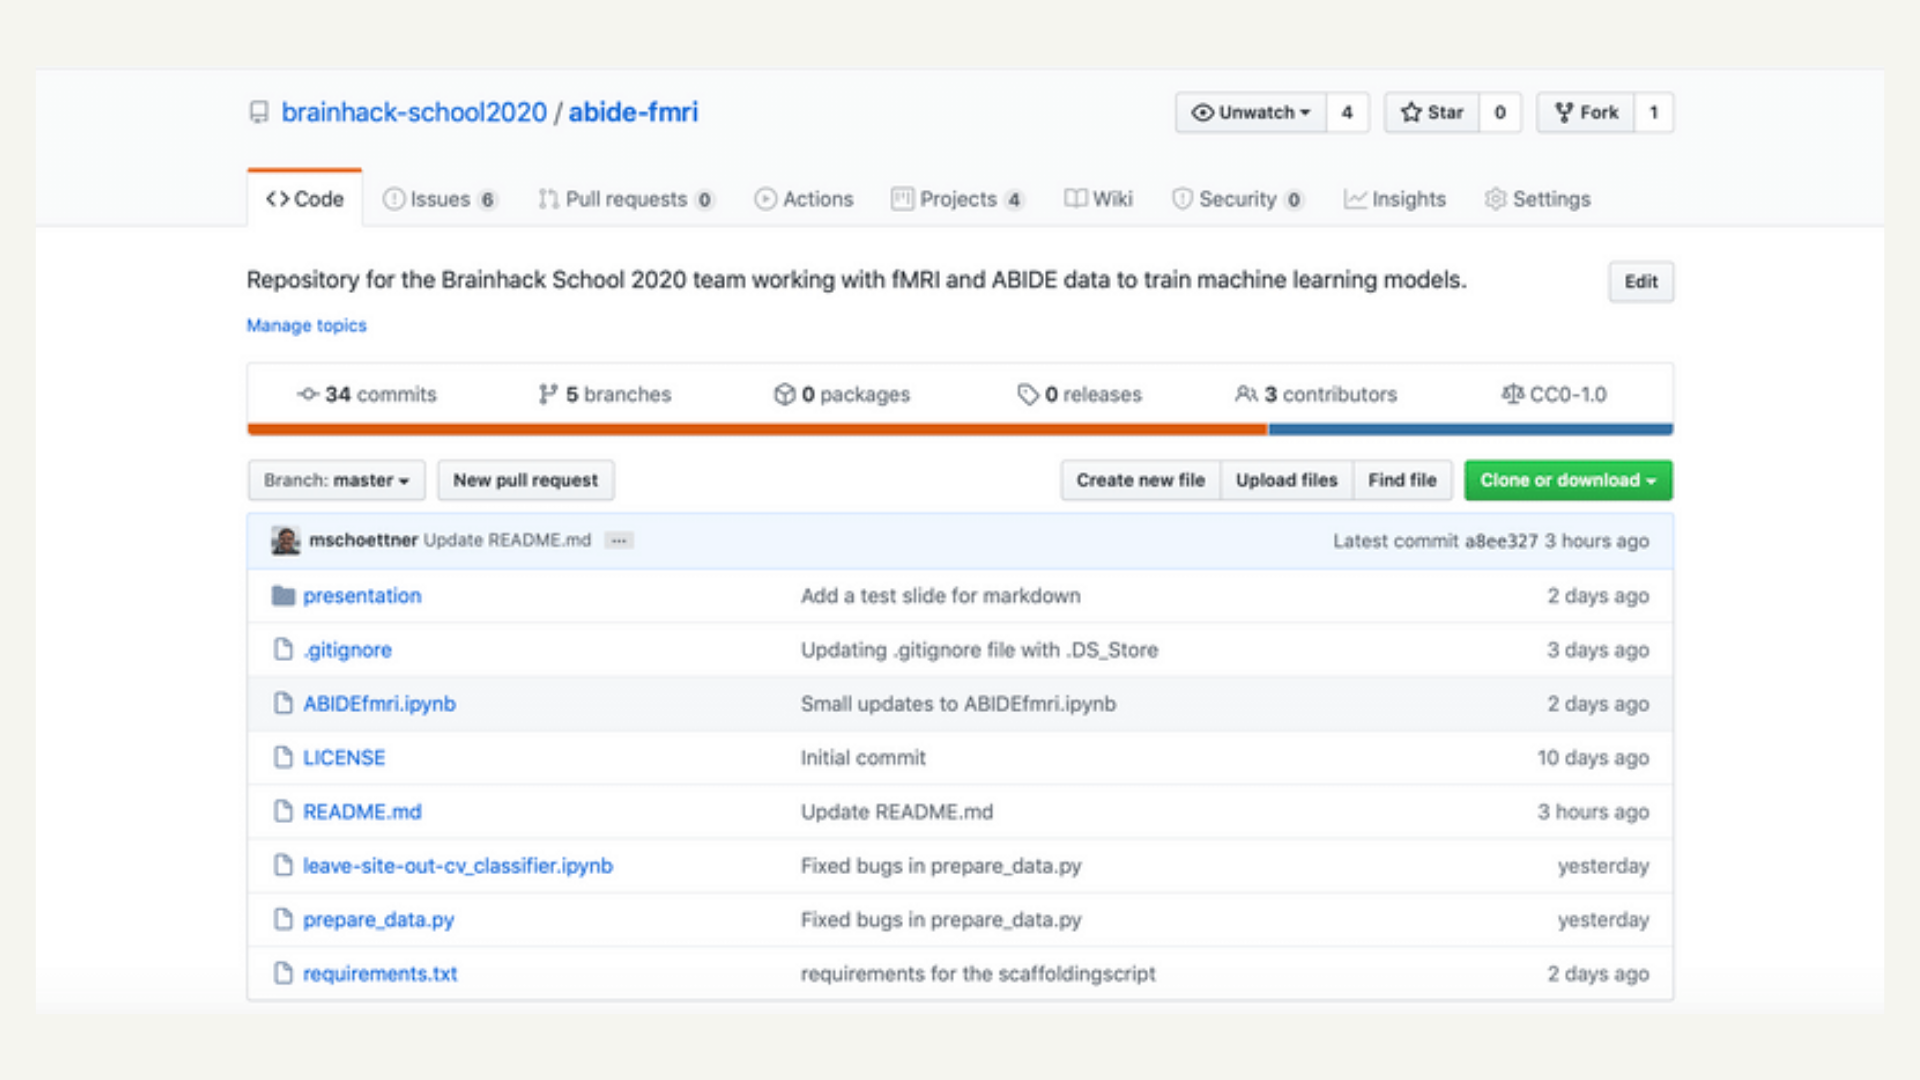 brainhack-school2020 / abide-fmri
Unwatch 4 Star 0 Fork 1
<> Code Issues 6 Pull requests 0 Actions Projects 4 Wiki Security 0 Insights Settings
Repository for the Brainhack School 2020 team working with fMRI and ABIDE data to train machine learning models. Edit
Manage topics
34 commits 5 branches 0 packages 0 releases 3 contributors CC0-1.0
Branch: master New pull request Create new file Upload files Find file Clone or download
mschoettner Update README.md ... Latest commit a8ee327 3 hours ago
presentation Add a test slide for markdown 2 days ago
.gitignore Updating .gitignore file with .DS_Store 3 days ago
ABIDEfmri.ipynb Small updates to ABIDEfmri.ipynb 2 days ago
LICENSE Initial commit 10 days ago
README.md Update README.md 3 hours ago
leave-site-out-cv_classifier.ipynb Fixed bugs in prepare_data.py yesterday
prepare_data.py Fixed bugs in prepare_data.py yesterday
requirements.txt requirements for the scaffoldingscript 2 days ago